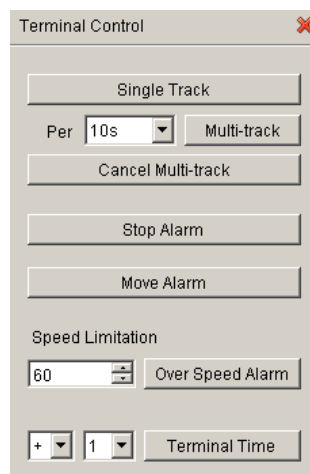 Terminal Control
Single Track
Per 10s Multi-track
Cancel Multi-track
Stop Alarm
Move Alarm
Speed Limitation
60 Over Speed Alarm
+ 1 Terminal Time